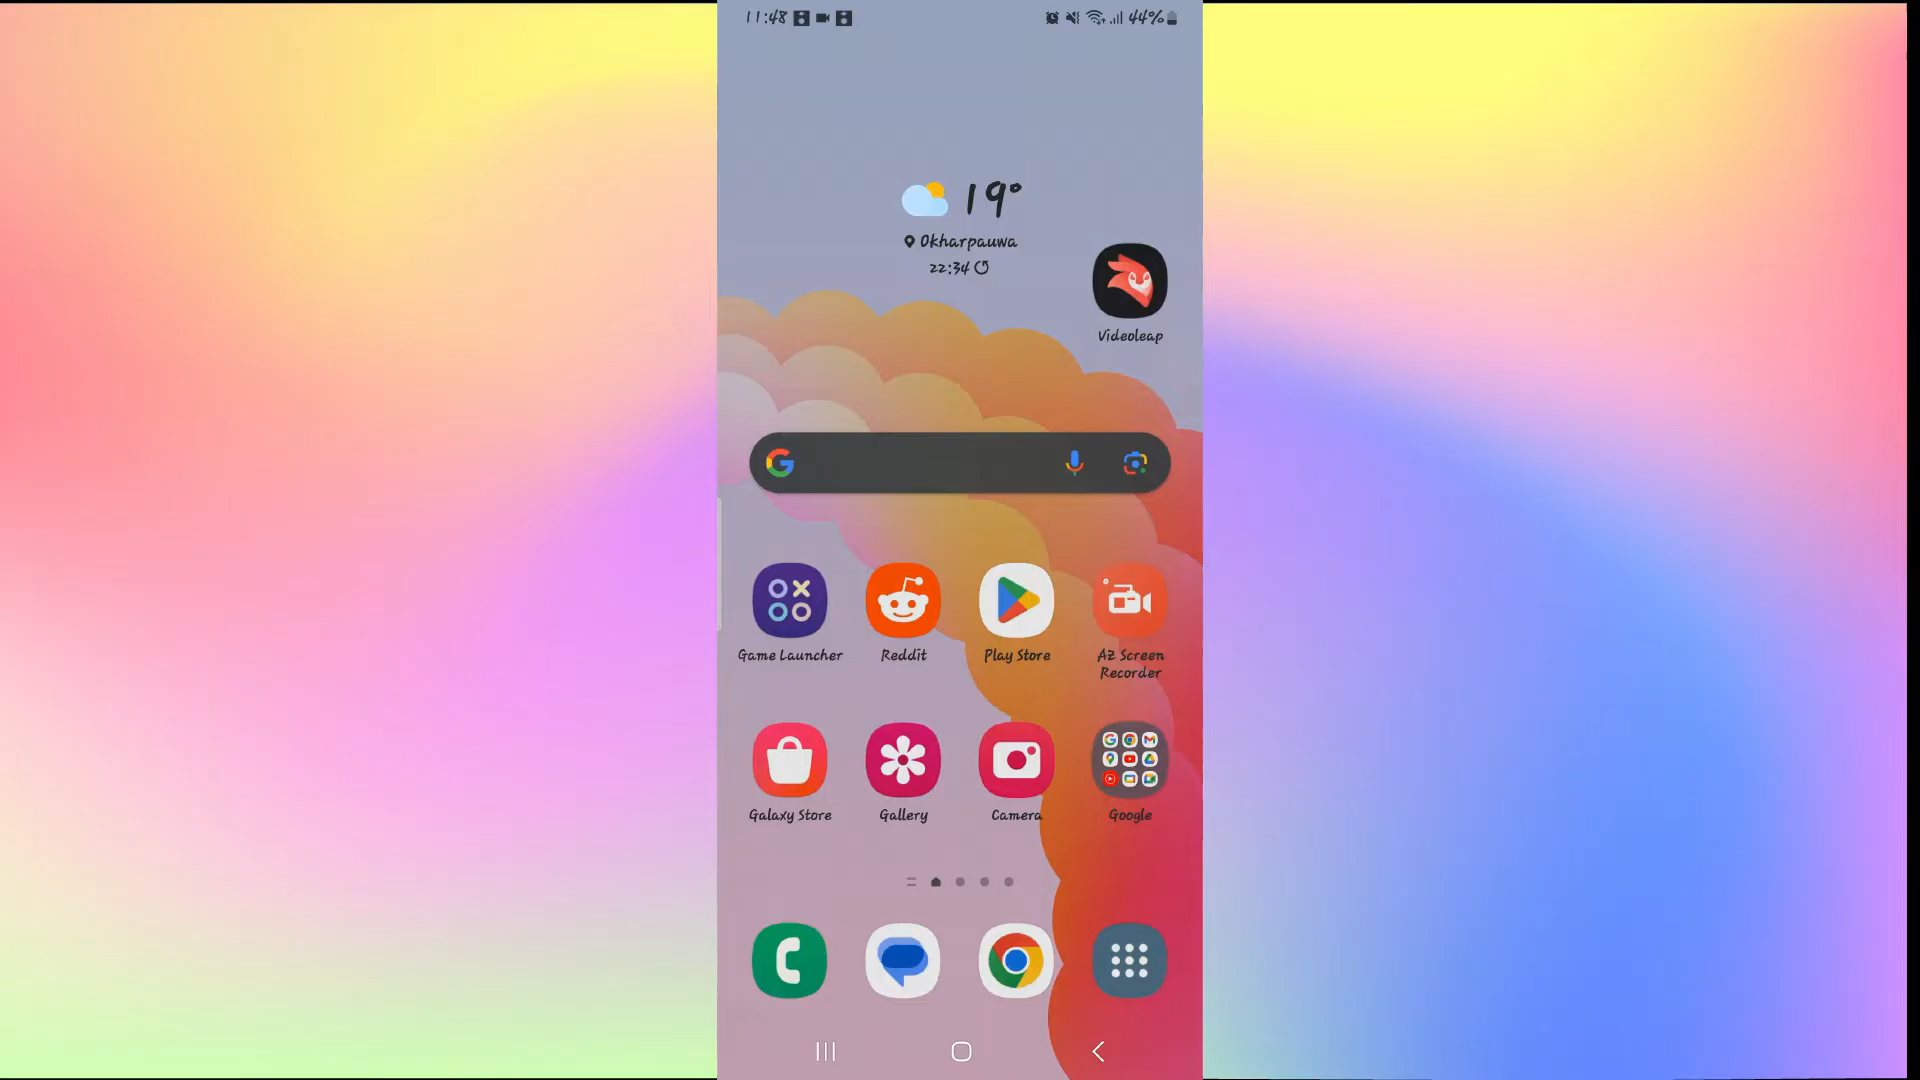 11:48
44%
19°
Okharpauwa
22:34
Videoleap
Game Launcher
Reddit
Play Store
AZ Screen
Recorder
Galaxy Store
Gallery
Camera
Google